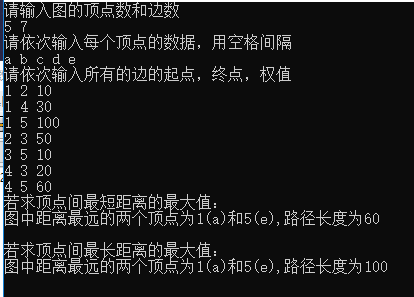 请输入图的顶点数和边数
5 7
请依次输入每个顶点的数据，用空格间隔
a b c d e
请依次输入所有的边的起点，终点，权值
1 2 10
1 4 30
1 5 100
2 3 50
3 5 10
4 3 20
4 5 60
若求顶点间最短距离的最大值：
图中距离最远的两个顶点为1(a)和5(e),路径长度为60
若求顶点间最长距离的最大值：
图中距离最远的两个顶点为1(a)和5(e),路径长度为100